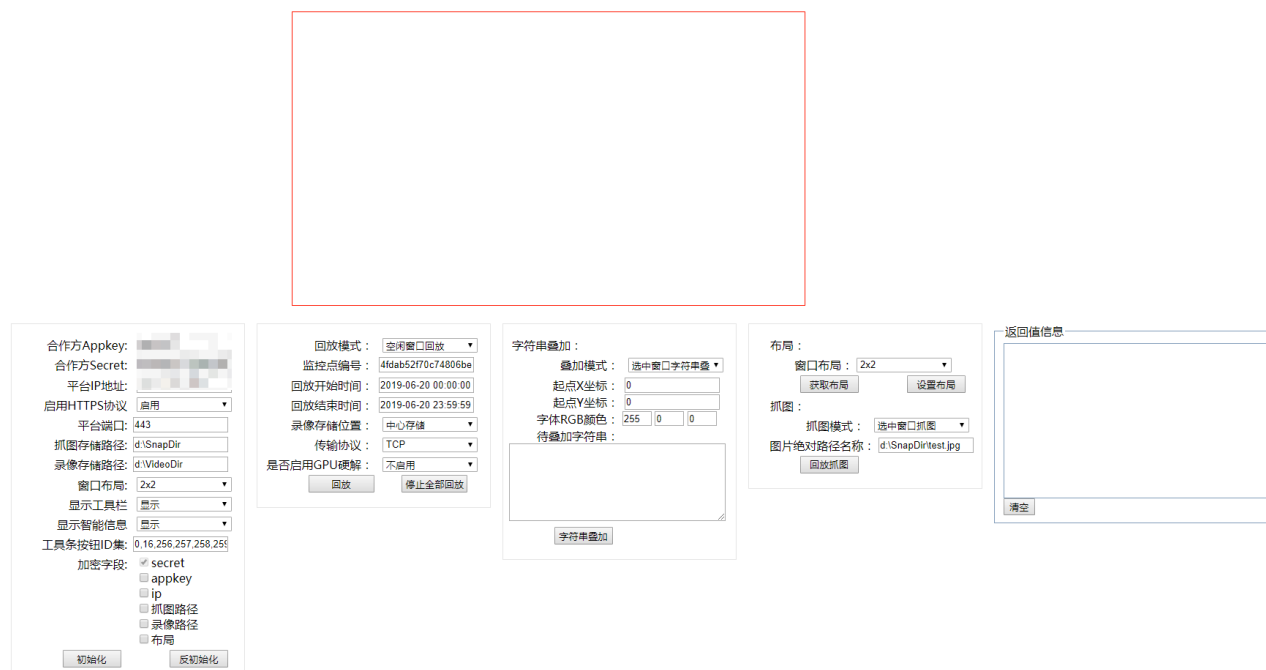 合作方Appkey:
合作方Secret:
平台IP地址:
启用HTTPS协议 启用
平台端口: 443
抓图存储路径: d:\SnapDir
录像存储路径: d:\VideoDir
窗口布局: 2x2
显示工具栏 显示
显示智能信息 显示
工具条按钮ID集: 0,16,256,257,258,259
加密字段: secret
appkey
ip
抓图路径
录像路径
布局
初始化 反初始化
回放模式： 空闲窗口回放
监控点编号： 4fdab52f70c74806be
回放开始时间： 2019-06-20 00:00:00
回放结束时间： 2019-06-20 23:59:59
录像存储位置： 中心存储
传输协议： TCP
是否启用GPU硬解： 不启用
回放 停止全部回放
字符串叠加：
叠加模式： 选中窗口字符串叠
起点X坐标： 0
起点Y坐标： 0
字体RGB颜色： 255 0 0
待叠加字符串：
字符串叠加
布局：
窗口布局： 2x2
获取布局 设置布局
抓图：
抓图模式： 选中窗口抓图
图片绝对路径名称： d:\SnapDir\test.jpg
回放抓图
返回值信息
清空